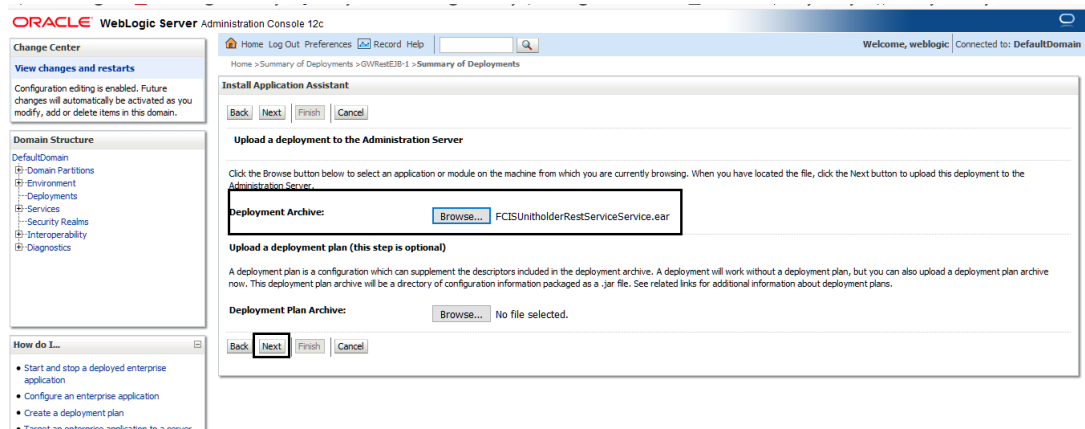 ORACLE WebLogic Server Administration Console 12c
Change Center
View changes and restarts
Configuration editing is enabled. Future
changes will automatically be activated as you
modify, add or delete items in this domain.
Domain Structure
DefaultDomain
Domain Partitions
Environment
Deployments
Services
Security Realms
Interoperability
Diagnostics
How do I...
Start and stop a deployed enterprise
application
Configure an enterprise application
Create a deployment plan
Target an enterprise application to a server
Home Log Out Preferences Record Help
Welcome, weblogic Connected to: DefaultDomain
Home >Summary of Deployments >GWRestEJB-1 >Summary of Deployments
Install Application Assistant
Back Next Finish Cancel
Upload a deployment to the Administration Server
Click the Browse button below to select an application or module on the machine from which you are currently browsing. When you have located the file, click the Next button to upload this deployment to the
Administration Server.
Deployment Archive: Browse... FCISUnitholderRestServiceService.ear
Upload a deployment plan (this step is optional)
A deployment plan is a configuration which can supplement the descriptors included in the deployment archive. A deployment will work without a deployment plan, but you can also upload a deployment plan archive
now. This deployment plan archive will be a directory of configuration information packaged as a .jar file. See related links for additional information about deployment plans.
Deployment Plan Archive: Browse... No file selected.
Back Next Finish Cancel